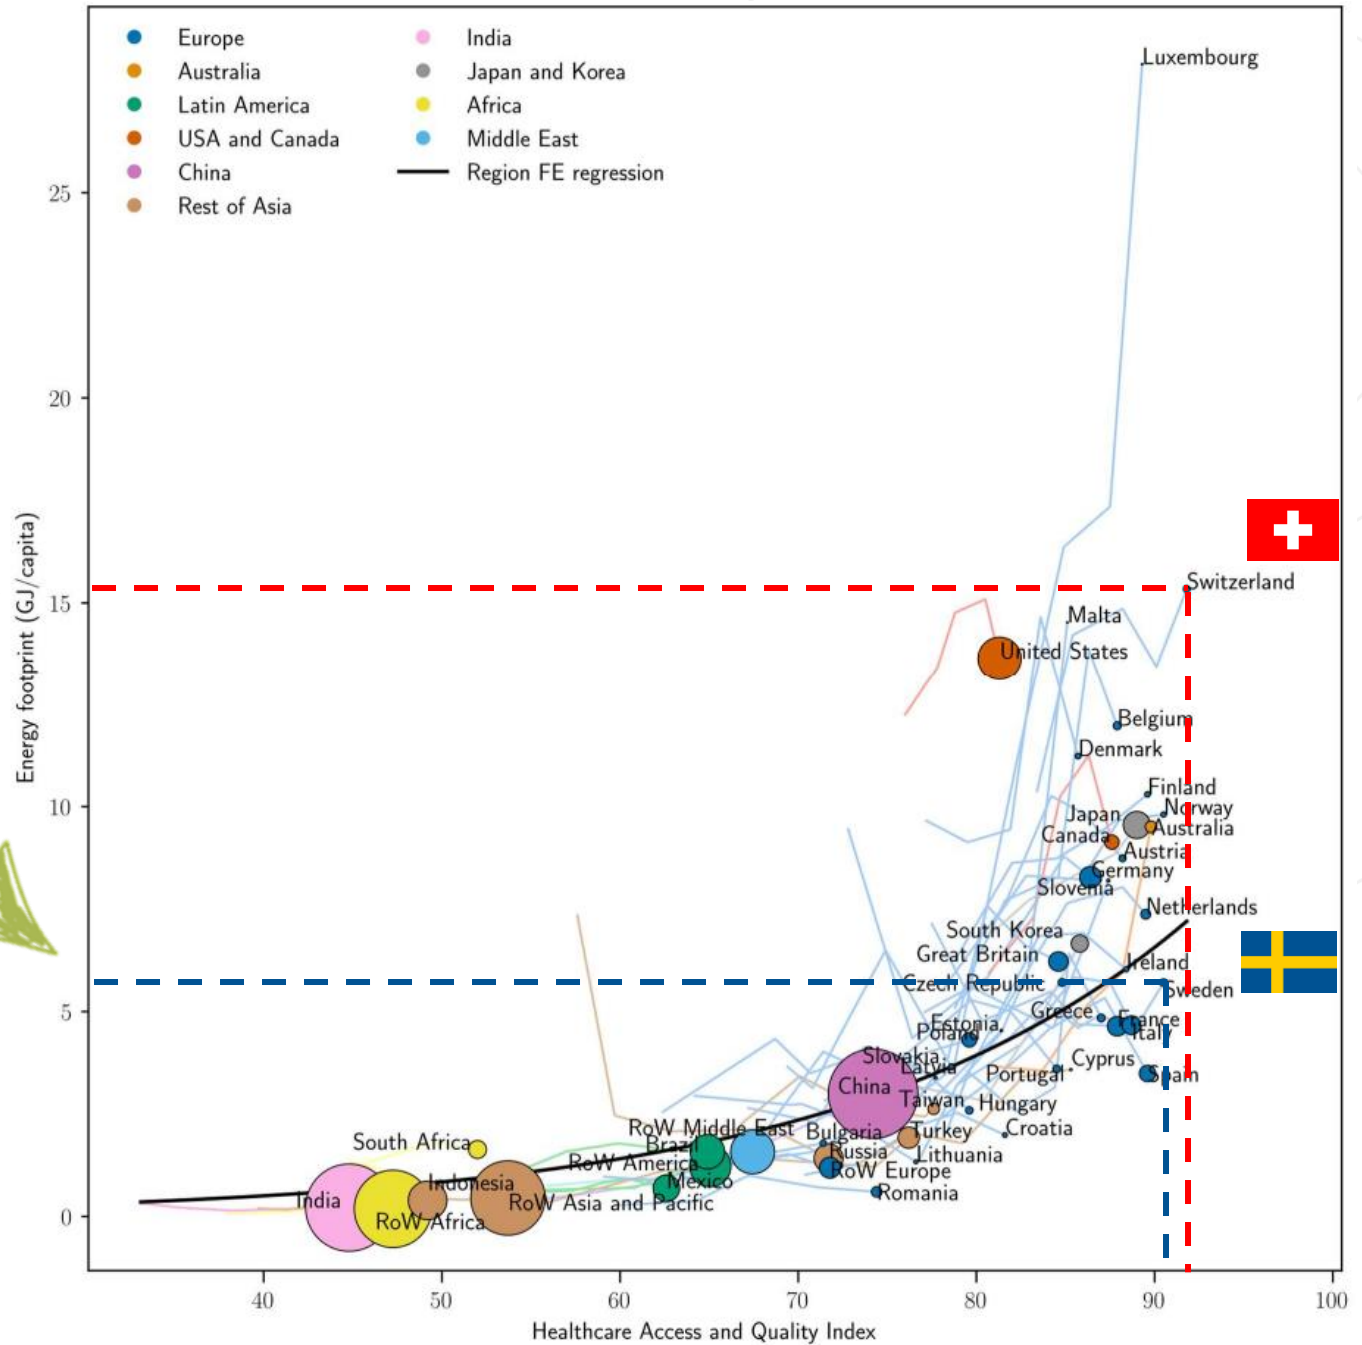 Europe
Australia
Latin America
USA and Canada
China
Rest of Asia
India
Japan and Korea
Africa
Middle East
Region FE regression
Energy footprint (GJ/capita)
25
20
15
10
5
0
Luxembourg
Switzerland
Malta
United States
Belgium
Denmark
Finland
Norway
Japan
Australia
Canada
Austria
Germany
Slovenia
Netherlands
South Korea
Great Britain
Ireland
Czech Republic
Sweden
Greece
France
Estonia
Italy
Poland
Slovakia
Cyprus
Latvia
Portugal
Spain
China
Taiwan
Hungary
RoW Middle East
Bulgaria
Turkey
Croatia
South Africa
Brazil
Russia
Lithuania
RoW America
RoW Europe
Mexico
Indonesia
Romania
India
RoW Asia and Pacific
RoW Africa
40
50
60
70
80
90
100
Healthcare Access and Quality Index